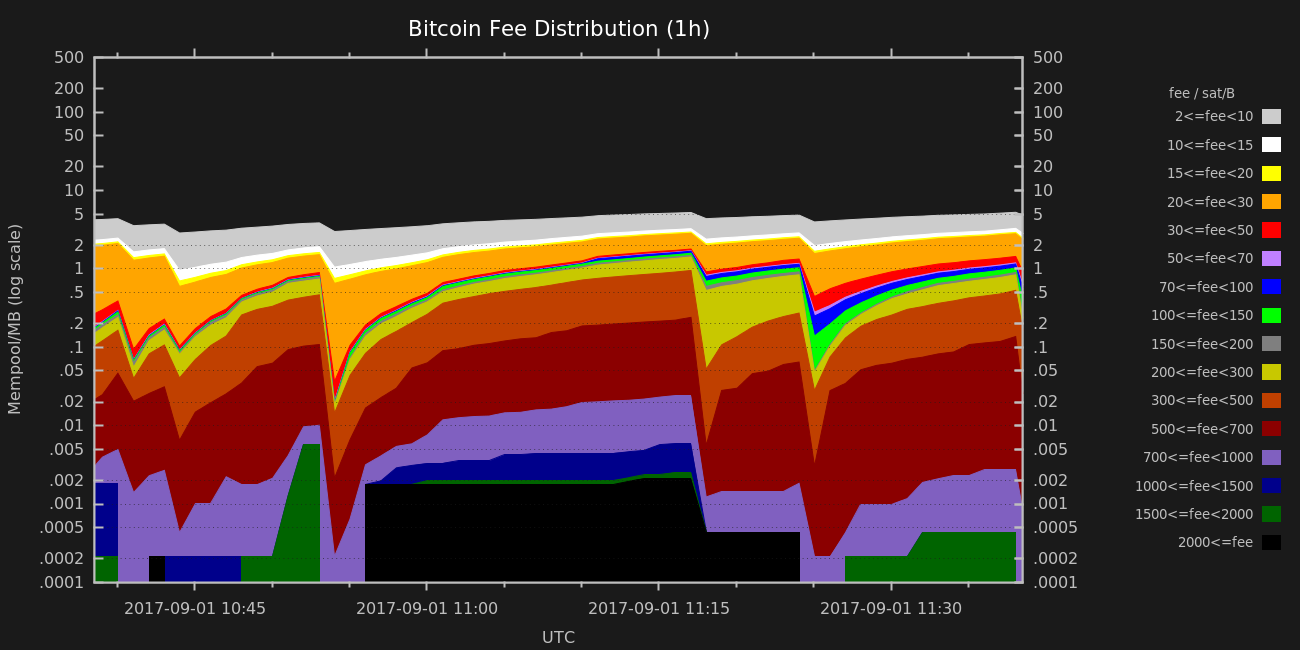 Bitcoin Fee Distribution (1h)
500
200
100
50
20
10
5
2
1
.5
.2
.1
.05
.02
.01
.005
.002
.001
.0005
.0002
.0001
Mempool/MB (log scale)
500
200
100
50
20
10
5
2
1
.5
.2
.1
.05
.02
.01
.005
.002
.001
.0005
.0002
.0001
2017-09-01 10:45
2017-09-01 11:00
2017-09-01 11:15
2017-09-01 11:30
UTC
fee / sat/B
2<=fee<10
10<=fee<15
15<=fee<20
20<=fee<30
30<=fee<50
50<=fee<70
70<=fee<100
100<=fee<150
150<=fee<200
200<=fee<300
300<=fee<500
500<=fee<700
700<=fee<1000
1000<=fee<1500
1500<=fee<2000
2000<=fee